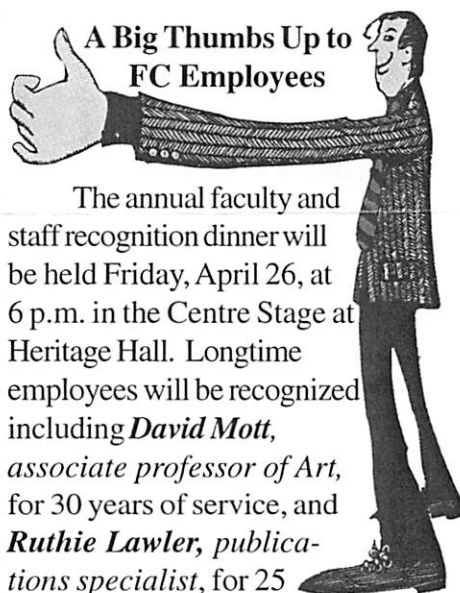 A Big Thumbs Up to
FC Employees
The annual faculty and
staff recognition dinner will
be held Friday, April 26, at
6 p.m. in the Centre Stage at
Heritage Hall. Longtime
employees will be recognized
including David Mott,
associate professor of Art,
for 30 years of service, and
Ruthie Lawler, publica-
tions specialist, for 25